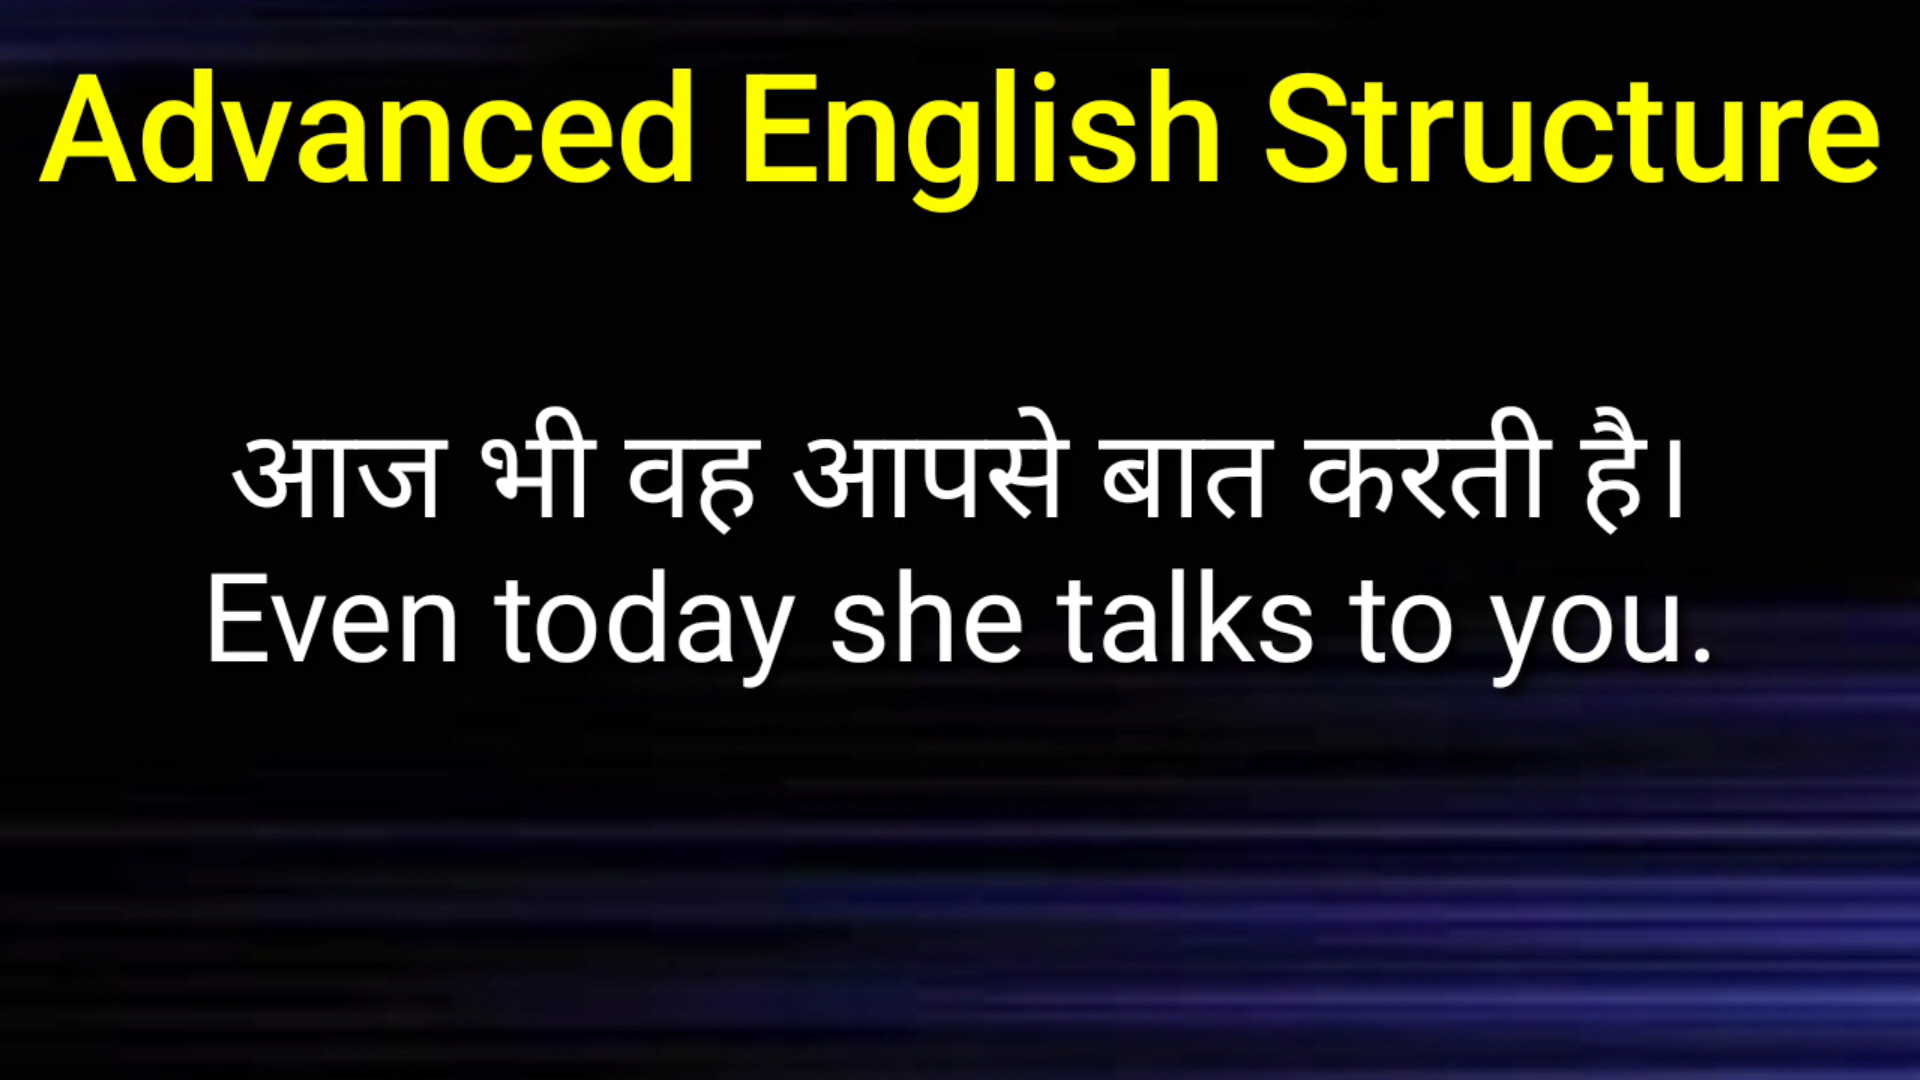 Advanced English Structure
आज भी वह आपसे बात करती है।
Even today she talks to you.